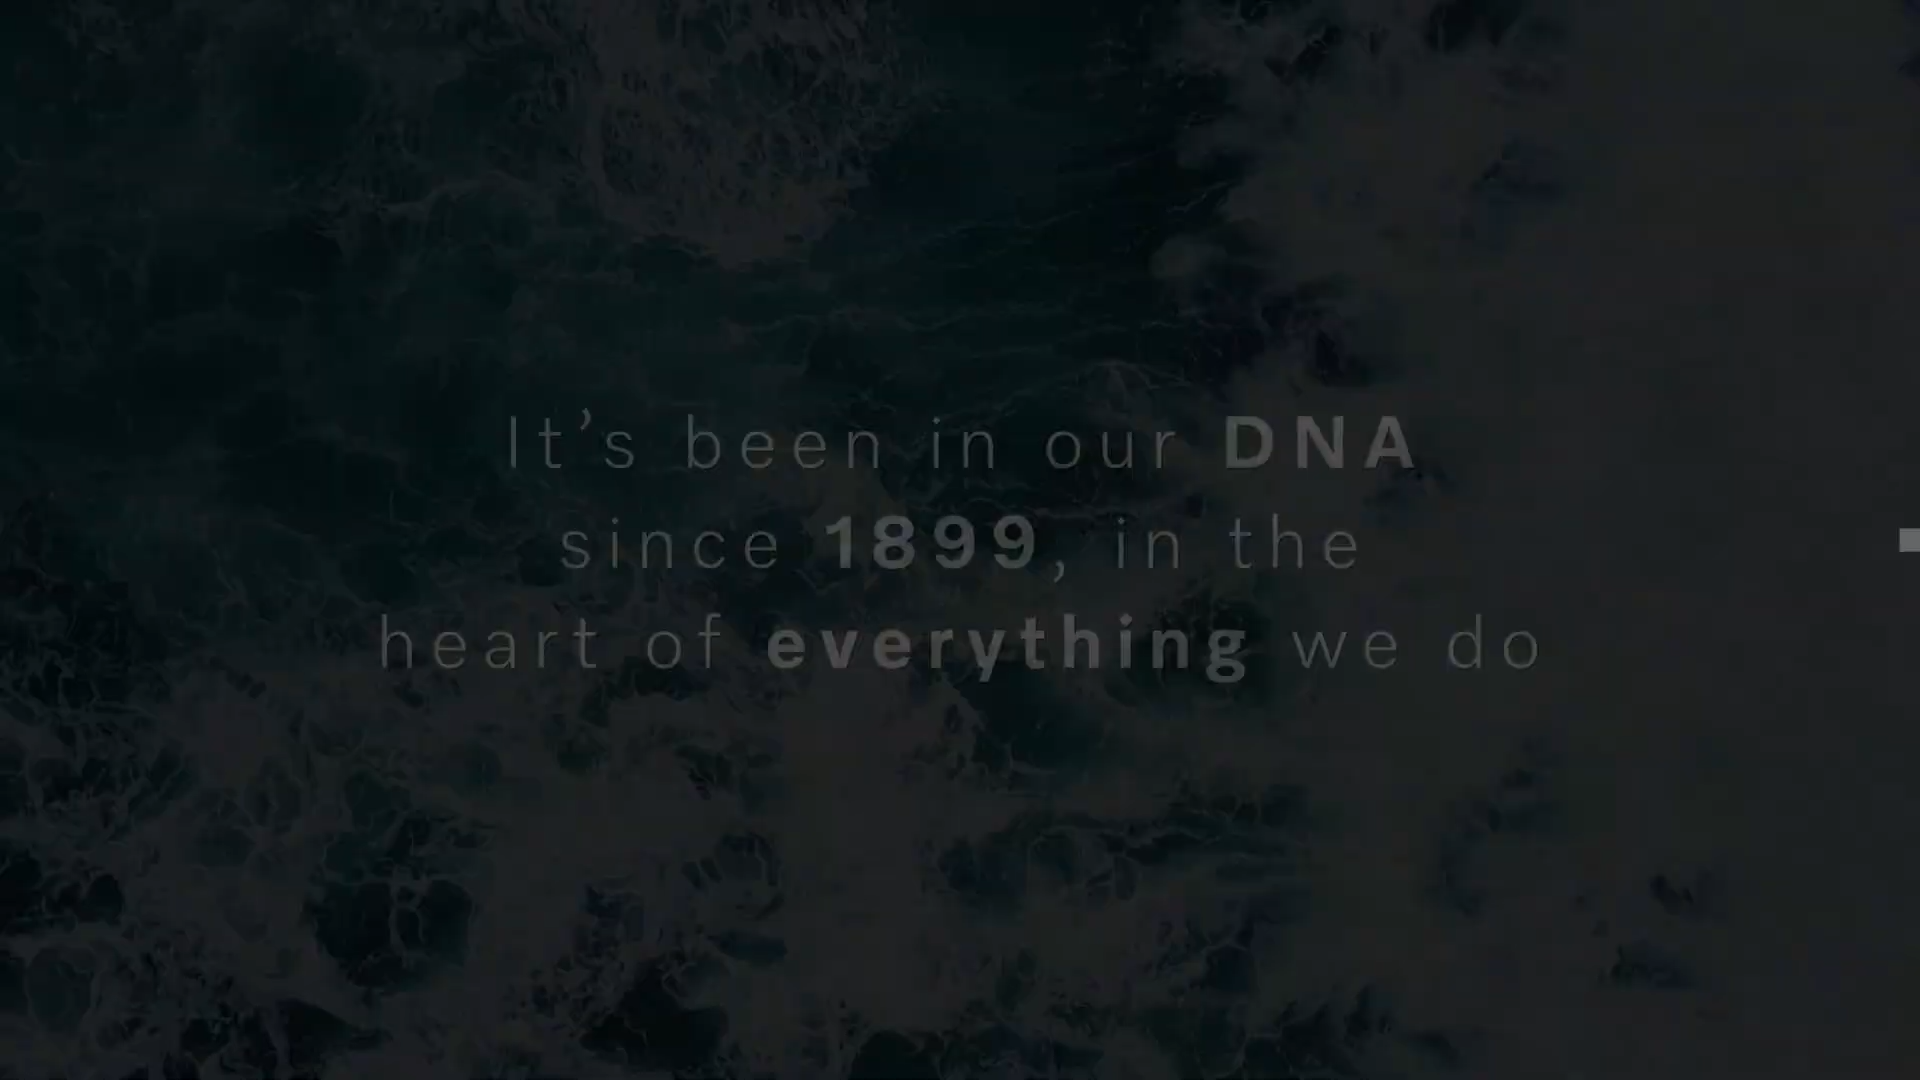 It’s been in our DNA
since 1899, in the
heart of everything we do